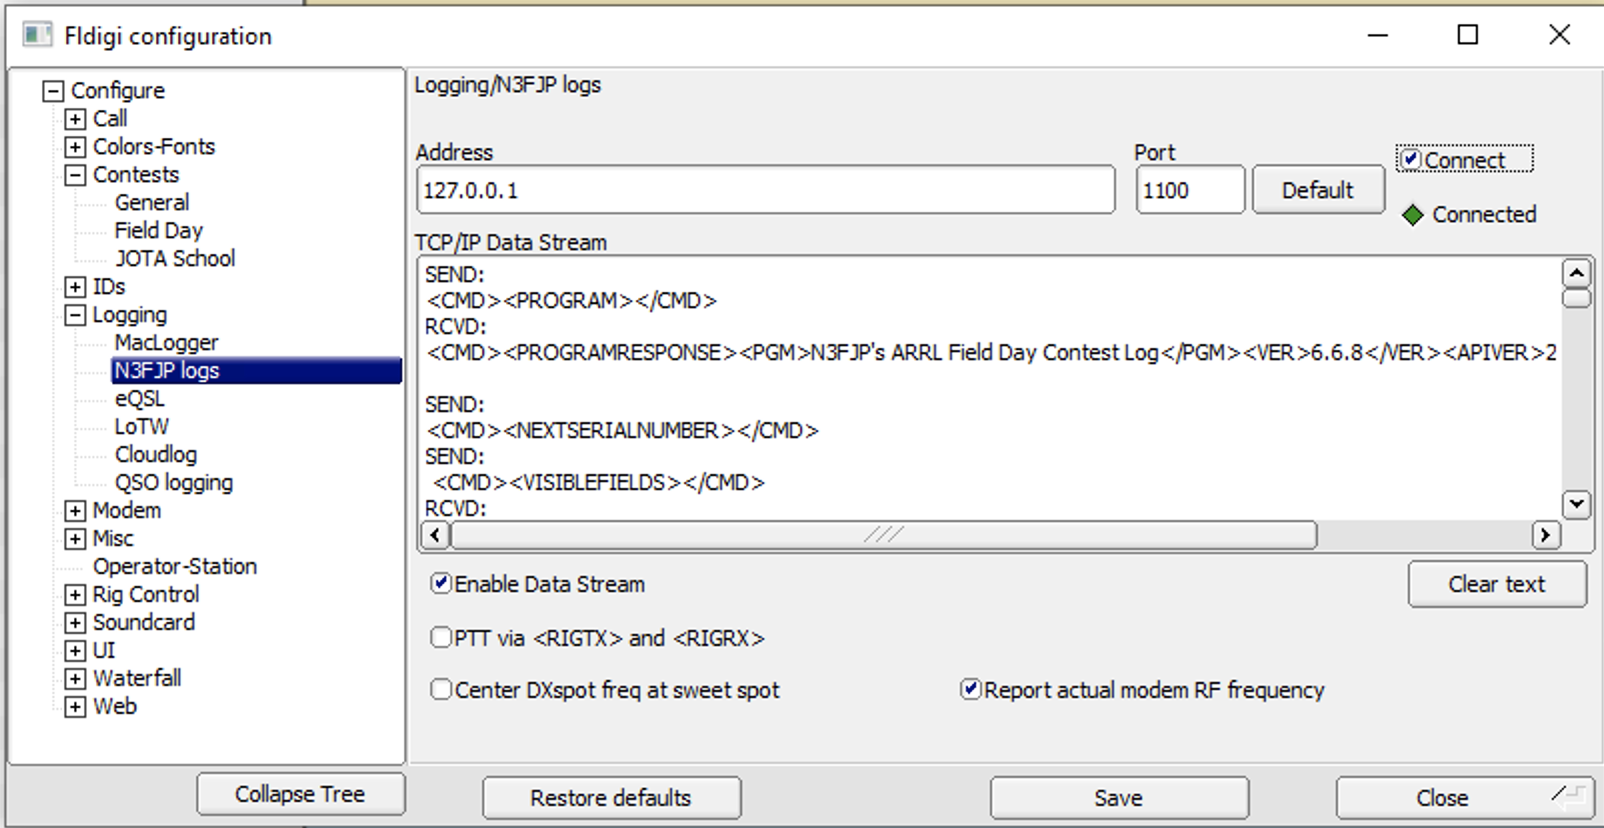 Fldigi configuration
Configure
Call
Colors-Fonts
Contests
General
Field Day
JOTA School
IDs
Logging
MacLogger
N3FJP logs
eQSL
LoTW
Cloudlog
QSO logging
Modem
Misc
Operator-Station
Rig Control
Soundcard
UI
Waterfall
Web
Collapse Tree
Logging/N3FJP logs
Address
Port
127.0.0.1
1100
Default
Connect
Connected
TCP/IP Data Stream
SEND:
<CMD><PROGRAM></CMD>
RCVD:
<CMD><PROGRAMRESPONSE><PGM>N3FJP's ARRL Field Day Contest Log</PGM><VER>6.6.8</VER><APIVER>2
SEND:
<CMD><NEXTSERIALNUMBER></CMD>
SEND:
<CMD><VISIBLEFIELDS></CMD>
RCVD:
Enable Data Stream
Clear text
PTT via <RIGTX> and <RIGRX>
Center DXspot freq at sweet spot
Report actual modem RF frequency
Restore defaults
Save
Close